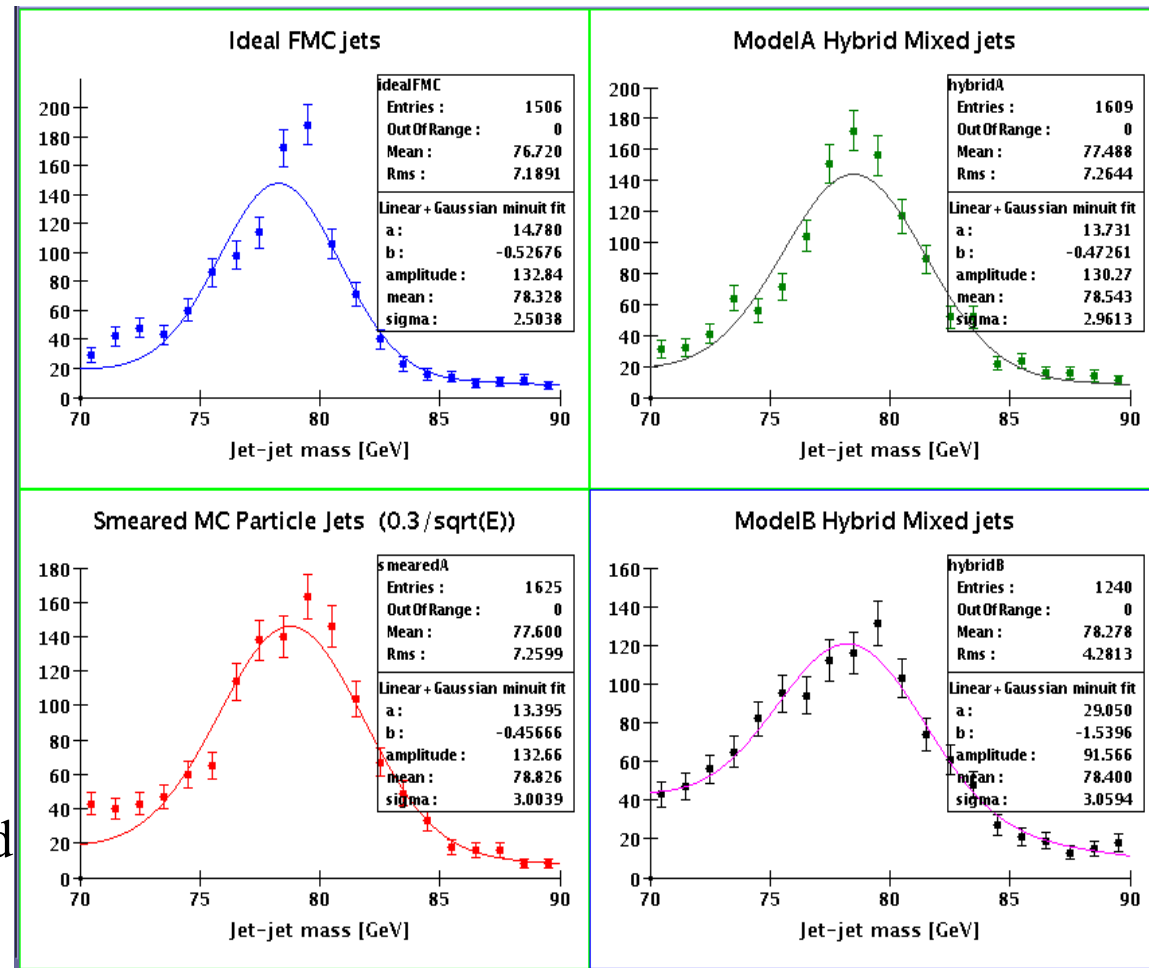 Ideal FMC jets
idealFMC
Entries : 1506
OutOfRange : 0
Mean : 76.720
Rms : 7.1891
Linear + Gaussian minuit fit
a : 14.780
b : -0.52676
amplitude : 132.84
mean : 78.328
sigma : 2.5038
200
180
160
140
120
100
80
60
40
20
0
70 75 80 85 90
Jet-jet mass [GeV]
ModelA Hybrid Mixed jets
hybridA
Entries : 1609
OutOfRange : 0
Mean : 77.488
Rms : 7.2644
Linear + Gaussian minuit fit
a : 13.731
b : -0.47261
amplitude : 130.27
mean : 78.543
sigma : 2.9613
200
180
160
140
120
100
80
60
40
20
0
70 75 80 85 90
Jet-jet mass [GeV]
Smeared MC Particle Jets (0.3/sqrt(E))
smearedA
Entries : 1625
OutOfRange : 0
Mean : 77.600
Rms : 7.2599
Linear + Gaussian minuit fit
a : 13.395
b : -0.45666
amplitude : 132.66
mean : 78.826
sigma : 3.0039
180
160
140
120
100
80
60
40
20
0
70 75 80 85 90
Jet-jet mass [GeV]
d
ModelB Hybrid Mixed jets
hybridB
Entries : 1240
OutOfRange : 0
Mean : 78.278
Rms : 4.2813
Linear + Gaussian minuit fit
a : 29.050
b : -1.5396
amplitude : 91.566
mean : 78.400
sigma : 3.0594
160
140
120
100
80
60
40
20
0
70 75 80 85 90
Jet-jet mass [GeV]